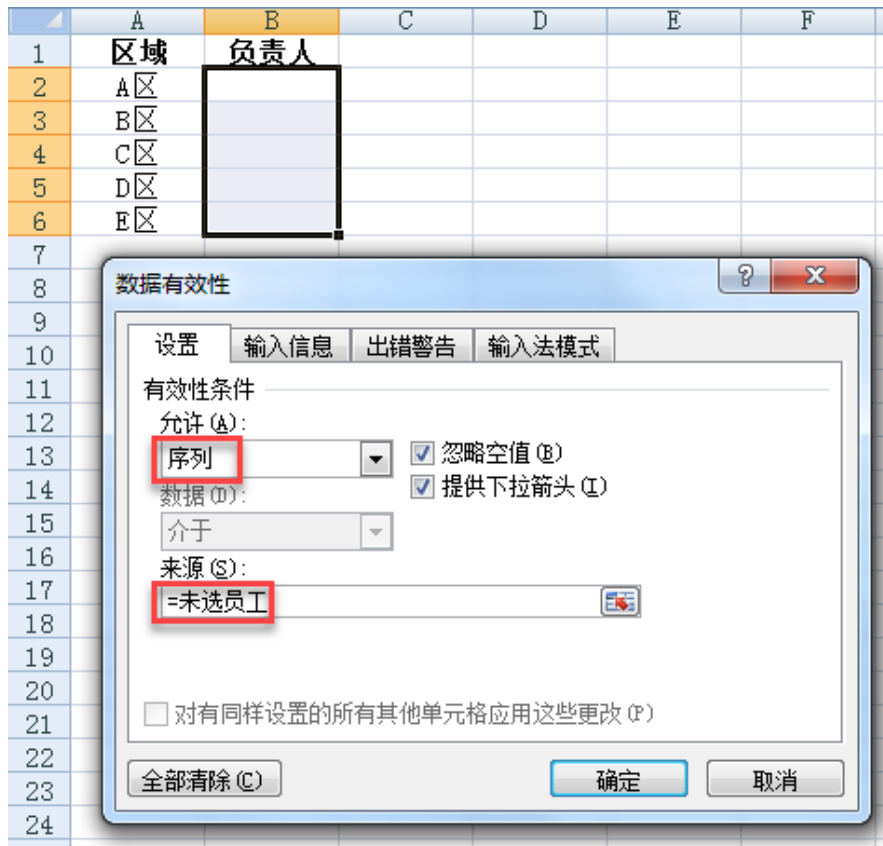 A B C D E F
1 区域 负责人
2 A区
3 B区
4 C区
5 D区
6 E区
7
8 数据有效性
9
10 设置 输入信息 出错警告 输入法模式
11 有效性条件
12 允许(A):
13 序列 忽略空值(B)
14 数据(D): 提供下拉箭头(I)
15 介于
16 来源(S):
17 =未选员工
18
19
20
21 对有同样设置的所有其他单元格应用这些更改(P)
22
23 全部清除(C) 确定 取消
24